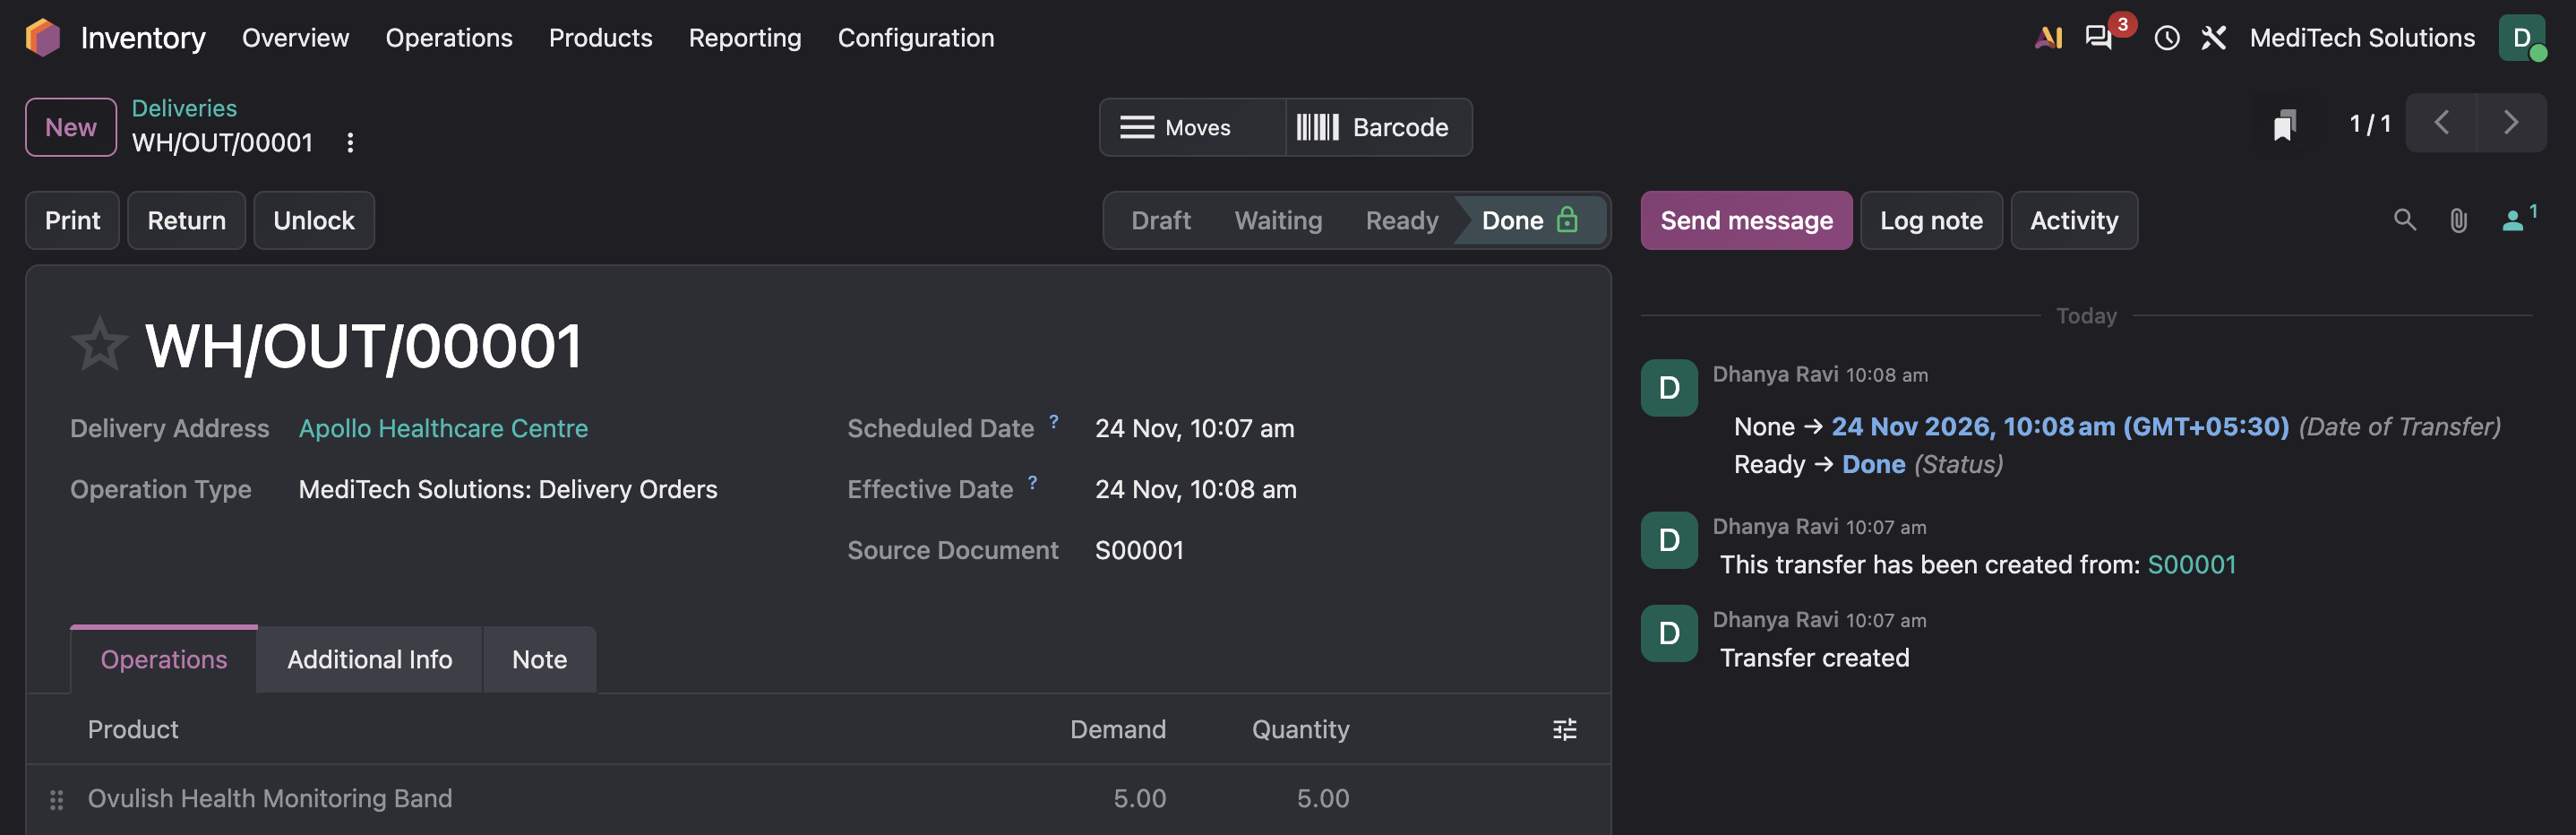 Inventory Overview Operations Products Reporting Configuration
AI 3 MediTech Solutions D
New Deliveries
WH/OUT/00001
Moves Barcode
1 / 1
Print Return Unlock
Draft Waiting Ready Done
Send message Log note Activity 1
WH/OUT/00001
Delivery Address Apollo Healthcare Centre
Operation Type MediTech Solutions: Delivery Orders
Scheduled Date ? 24 Nov, 10:07 am
Effective Date ? 24 Nov, 10:08 am
Source Document S00001
Operations Additional Info Note
Product Demand Quantity
Ovulish Health Monitoring Band 5.00 5.00
Today
D Dhanya Ravi 10:08 am
None → 24 Nov 2026, 10:08 am (GMT+05:30) (Date of Transfer)
Ready → Done (Status)
D Dhanya Ravi 10:07 am
This transfer has been created from: S00001
D Dhanya Ravi 10:07 am
Transfer created